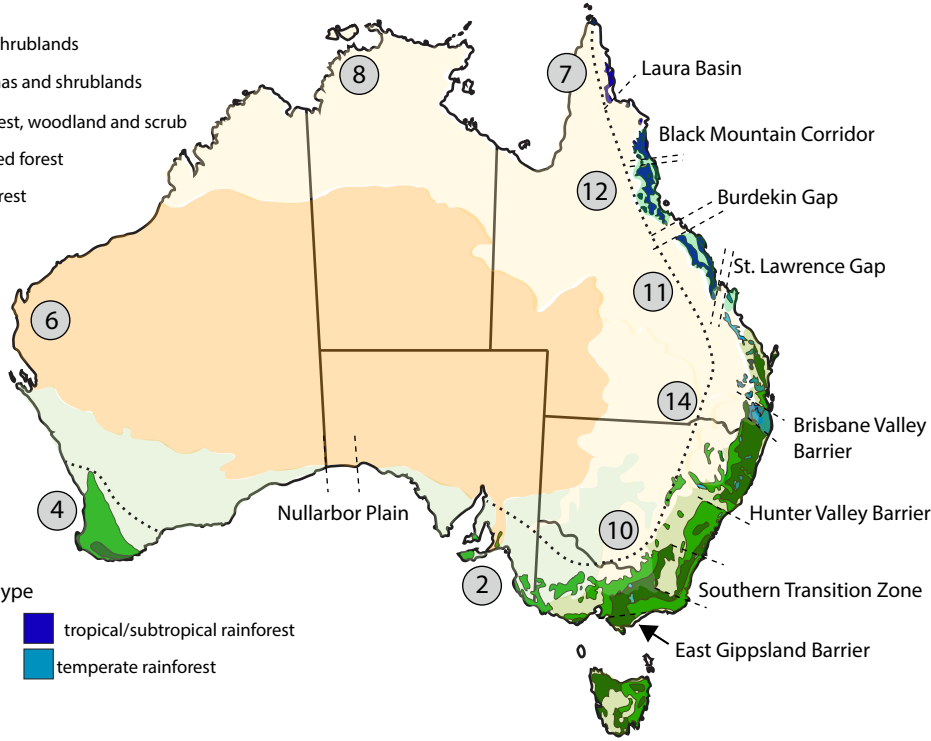 hrublands
as and shrublands
est, woodland and scrub
ed forest
rest
8
7
Laura Basin
Black Mountain Corridor
12
Burdekin Gap
St. Lawrence Gap
11
6
14
Brisbane Valley
Barrier
4
Nullarbor Plain
10
Hunter Valley Barrier
2
Southern Transition Zone
ype
tropical/subtropical rainforest
East Gippsland Barrier
temperate rainforest